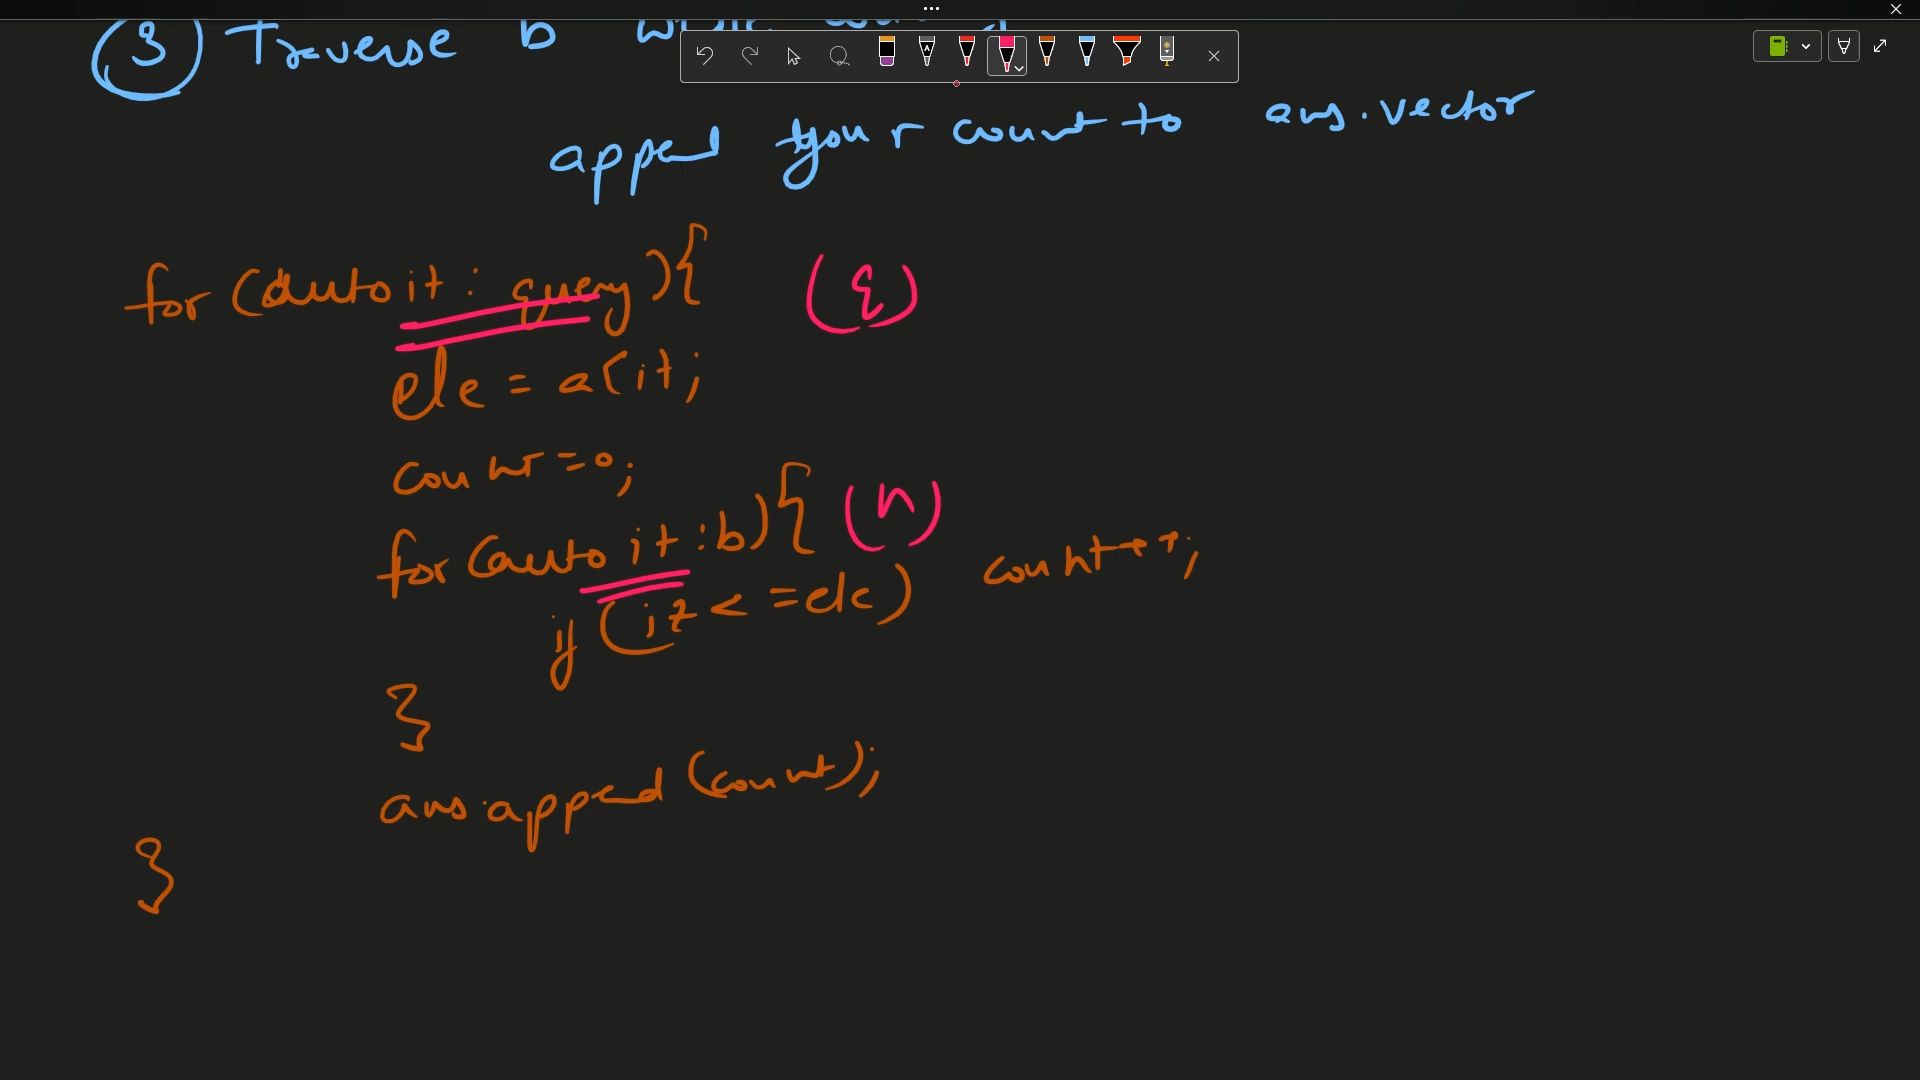 3 Traverse b while
append your count to ans.vector
for (auto it : query){ (q)
ele = a[it;
count = 0;
for (auto it : b){ (n)
if (it < = ele) count++;
}
ans.append(count);
}